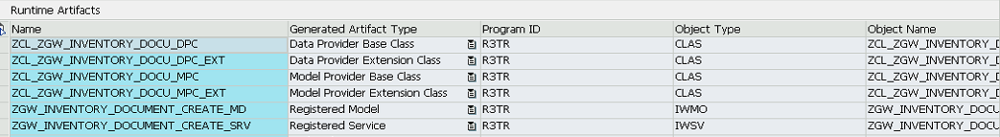 Runtime Artifacts
Name Generated Artifact Type Program ID Object Type Object Name
ZCL_ZGW_INVENTORY_DOCU_DPC Data Provider Base Class R3TR CLAS ZCL_ZGW_INVENTORY_D
ZCL_ZGW_INVENTORY_DOCU_DPC_EXT Data Provider Extension Class R3TR CLAS ZCL_ZGW_INVENTORY_D
ZCL_ZGW_INVENTORY_DOCU_MPC Model Provider Base Class R3TR CLAS ZCL_ZGW_INVENTORY_D
ZCL_ZGW_INVENTORY_DOCU_MPC_EXT Model Provider Extension Class R3TR CLAS ZCL_ZGW_INVENTORY_D
ZGW_INVENTORY_DOCUMENT_CREATE_MD Registered Model R3TR IWMO ZGW_INVENTORY_DOCU
ZGW_INVENTORY_DOCUMENT_CREATE_SRV Registered Service R3TR IWSV ZGW_INVENTORY_DOCU